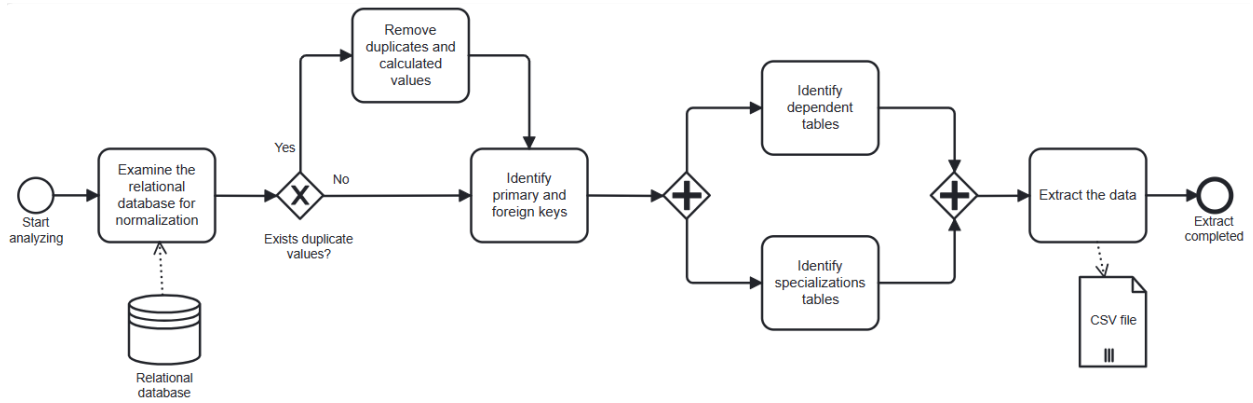 Start
analyzing
Examine the
relational
database for
normalization
Relational
database
Yes
No
Exists duplicate
values?
Remove
duplicates and
calculated
values
Identify
primary and
foreign keys
Identify
dependent
tables
Identify
specializations
tables
Extract the data
CSV file
Extract
completed